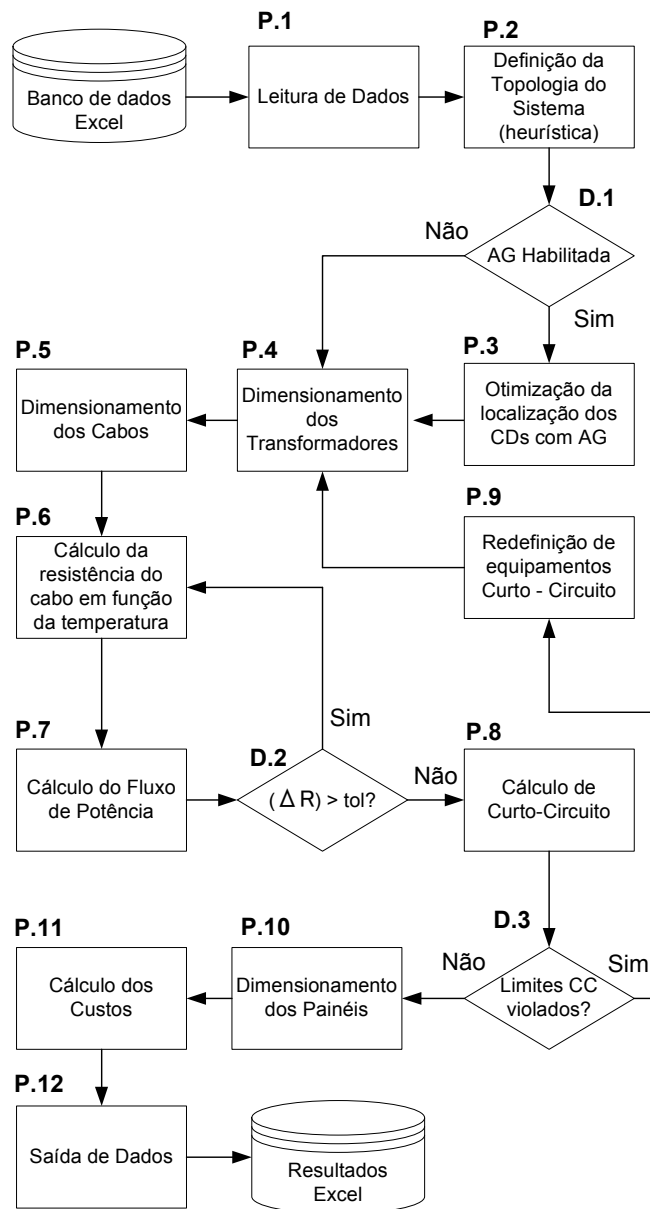 P.1
P.2
Banco de dados
Excel
Leitura de Dados
Definição da
Topologia do
Sistema
(heurística)
D.1
Não
AG Habilitada
Sim
P.5
P.4
P.3
Dimensionamento
dos Cabos
Dimensionamento
dos
Transformadores
Otimização da
localização dos
CDs com AG
P.6
P.9
Cálculo da
resistência do
cabo em função
da temperatura
Redefinição de
equipamentos
Curto - Circuito
Sim
P.7
D.2
P.8
Não
Cálculo do Fluxo
de Potência
(Δ R) > tol?
Cálculo de
Curto-Circuito
P.11
P.10
D.3
Não
Sim
Cálculo dos
Custos
Dimensionamento
dos Painéis
Limites CC
violados?
P.12
Saída de Dados
Resultados
Excel